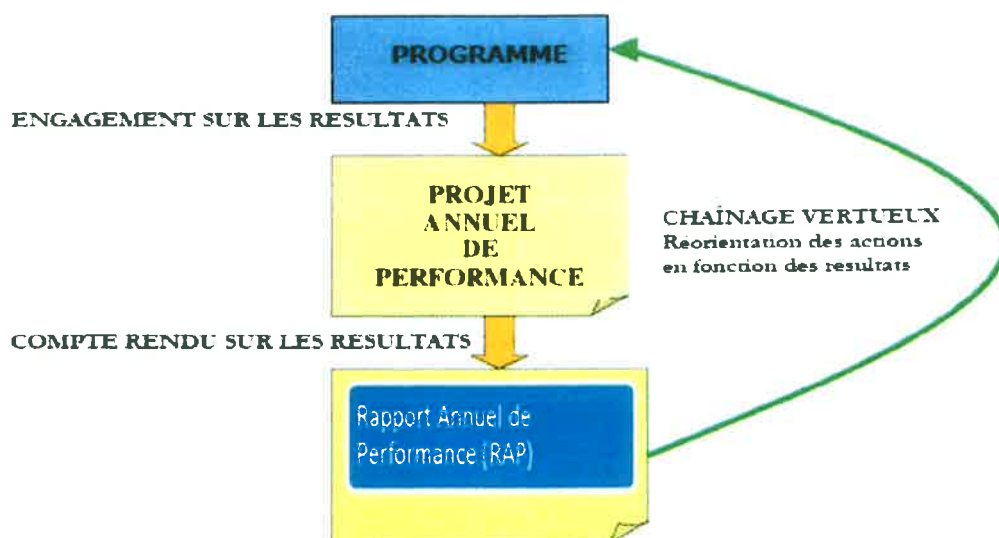 PROGRAMME
ENGAGEMENT SUR LES RESULTATS
PROJET
ANNUEL
DE
PERFORMANCE
CHAÎNAGE VERTUEUX
Réorientation des actions
en fonction des resultats
COMPTE RENDU SUR LES RESULTATS
Rapport Annuel de
Performance (RAP)